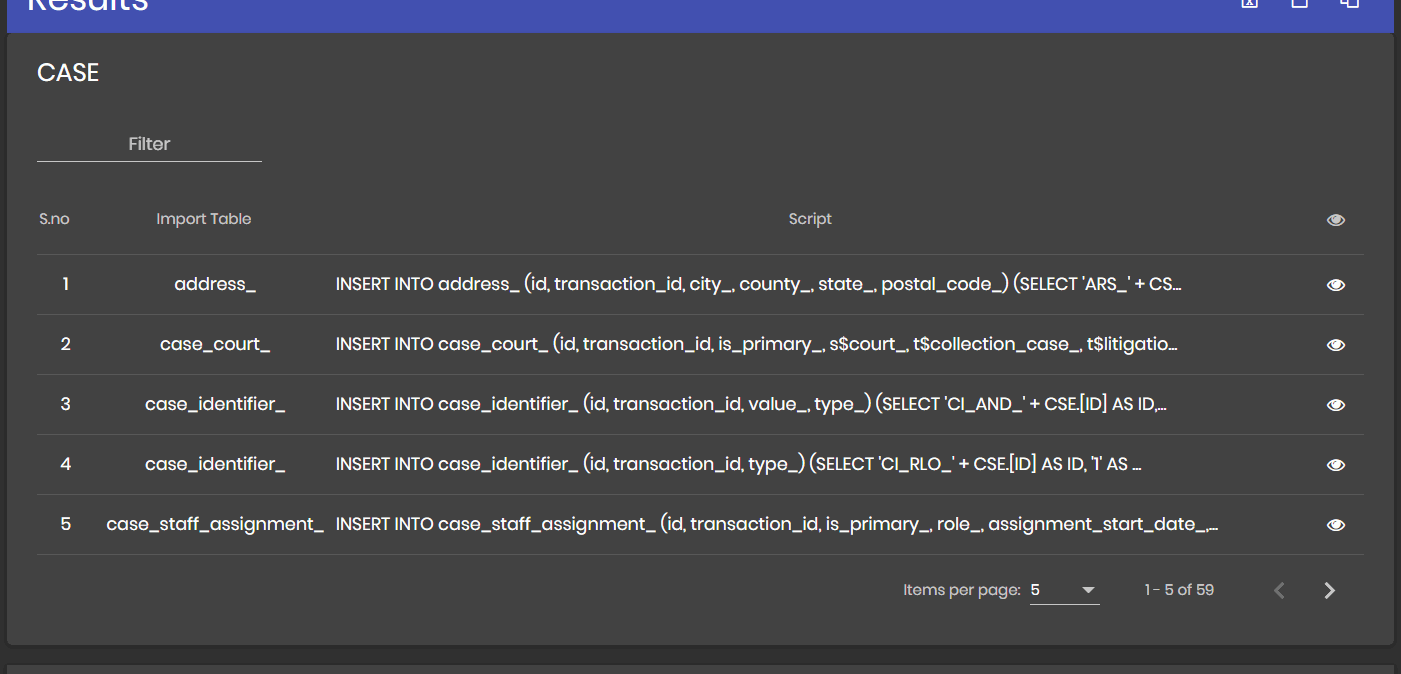 Results
CASE
Filter
S.no Import Table Script
1 address_ INSERT INTO address_ (id, transaction_id, city_, county_, state_, postal_code_) (SELECT 'ARS_' + CS...
2 case_court_ INSERT INTO case_court_ (id, transaction_id, is_primary_, s$court_, t$collection_case_, t$litigatio...
3 case_identifier_ INSERT INTO case_identifier_ (id, transaction_id, value_, type_) (SELECT 'CI_AND_' + CSE.[ID] AS ID,...
4 case_identifier_ INSERT INTO case_identifier_ (id, transaction_id, type_) (SELECT 'CI_RLO_' + CSE.[ID] AS ID, '1' AS ...
5 case_staff_assignment_ INSERT INTO case_staff_assignment_ (id, transaction_id, is_primary_, role_, assignment_start_date_,...
Items per page: 5 1 - 5 of 59